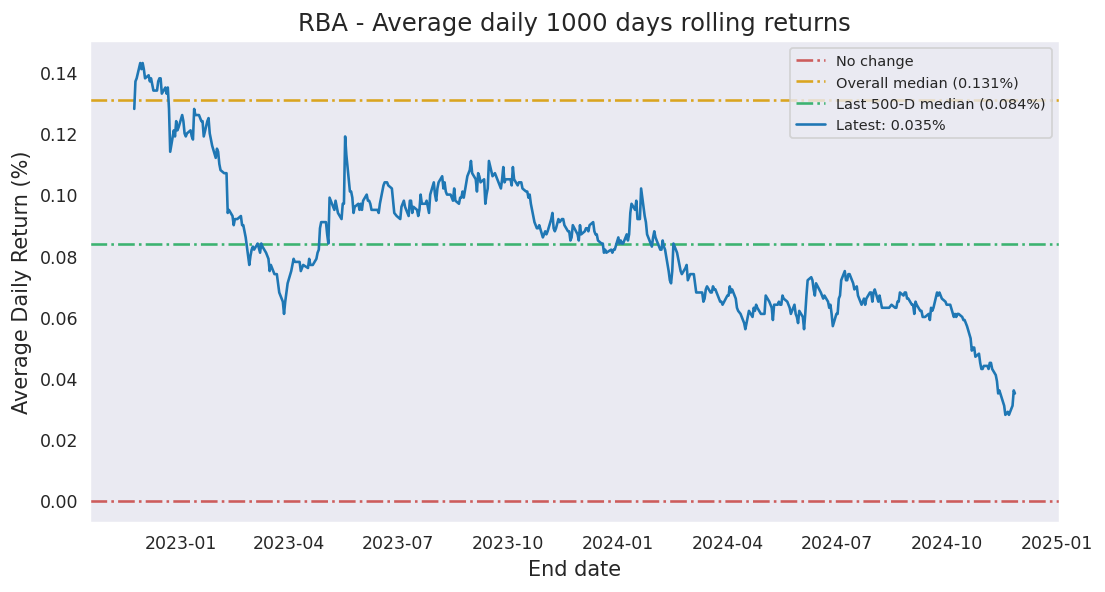 RBA - Average daily 1000 days rolling returns
No change
Overall median (0.131%)
Last 500-D median (0.084%)
Latest: 0.035%
Average Daily Return (%)
0.14
0.12
0.10
0.08
0.06
0.04
0.02
0.00
2023-01 2023-04 2023-07 2023-10 2024-01 2024-04 2024-07 2024-10 2025-01
End date